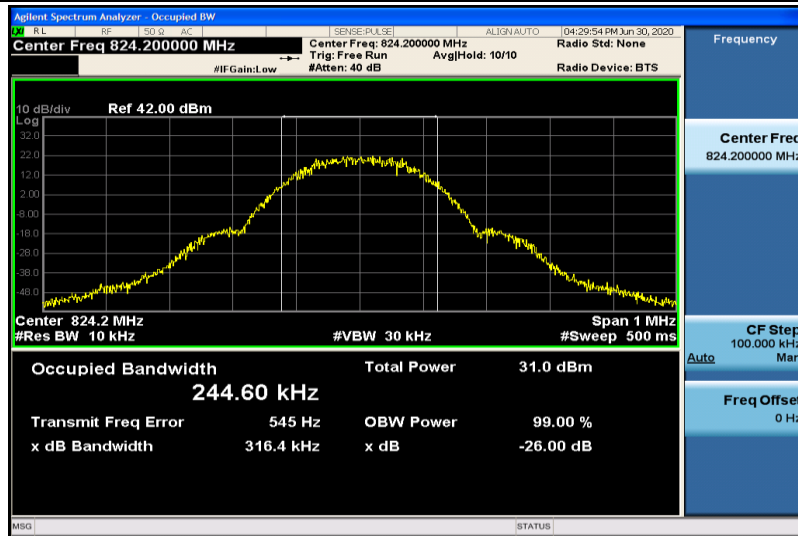 Agilent Spectrum Analyzer - Occupied BW
RL RF 50 Ω AC SENSE:PULSE ALIGN AUTO 04:29:54 PM Jun 30, 2020
Center Freq 824.200000 MHz Center Freq: 824.200000 MHz Radio Std: None Frequency
Trig: Free Run Avg|Hold: 10/10
#IFGain:Low #Atten: 40 dB Radio Device: BTS
10 dB/div Ref 42.00 dBm
Log
32.0
22.0
12.0
2.00
-8.00
-18.0
-28.0
-38.0
-48.0
Center 824.2 MHz Span 1 MHz
#Res BW 10 kHz #VBW 30 kHz #Sweep 500 ms
Occupied Bandwidth Total Power 31.0 dBm
244.60 kHz
Transmit Freq Error 545 Hz OBW Power 99.00 %
x dB Bandwidth 316.4 kHz x dB -26.00 dB
Center Freq
824.200000 MHz
CF Step
100.000 kHz
Auto Man
Freq Offset
0 Hz
MSG STATUS